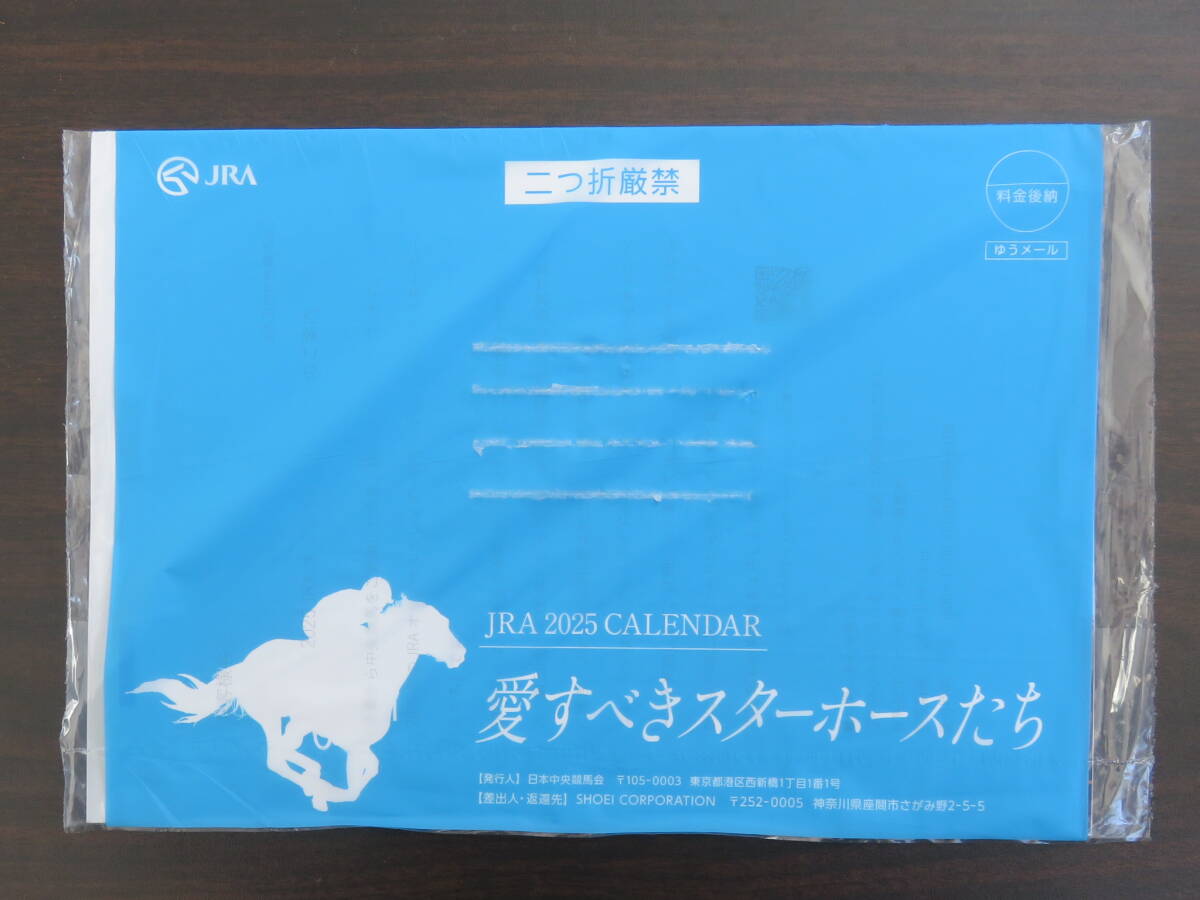 JRA
二つ折厳禁
料金後納
ゆうメール
JRA 2025 CALENDAR
愛すべきスターホースたち
【発行人】日本中央競馬会 〒105-0003 東京都港区西新橋1丁目1番1号
【差出人・返還先】SHOEI CORPORATION 〒252-0005 神奈川県座間市さがみ野2-5-5